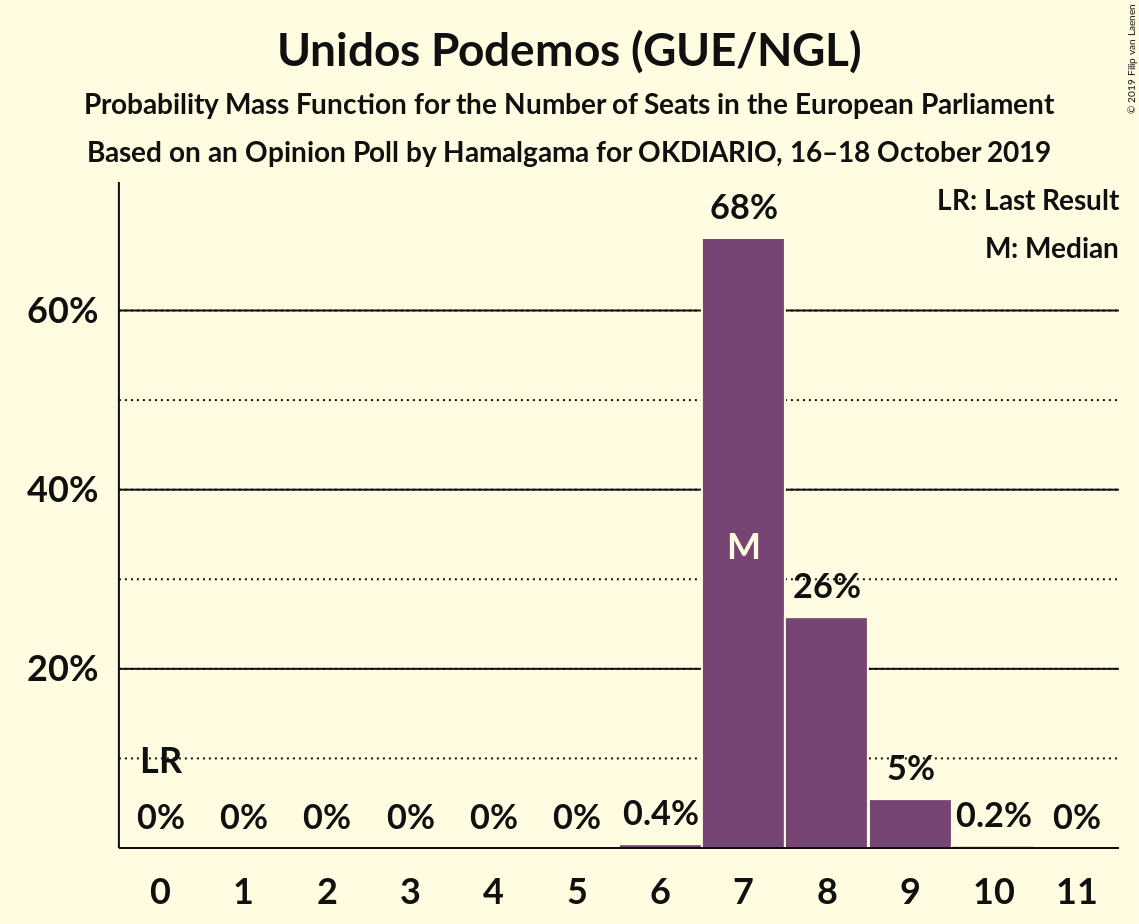 Unidos Podemos (GUE/NGL)
Probability Mass Function for the Number of Seats in the European Parliament
Based on an Opinion Poll by Hamalgama for OKDIARIO, 16–18 October 2019
© 2019 Filip van Laenen
LR: Last Result
M: Median
68%
60%
40%
M
26%
20%
LR
5%
0% 0% 0% 0% 0% 0% 0.4% 0.2% 0%
0 1 2 3 4 5 6 7 8 9 10 11